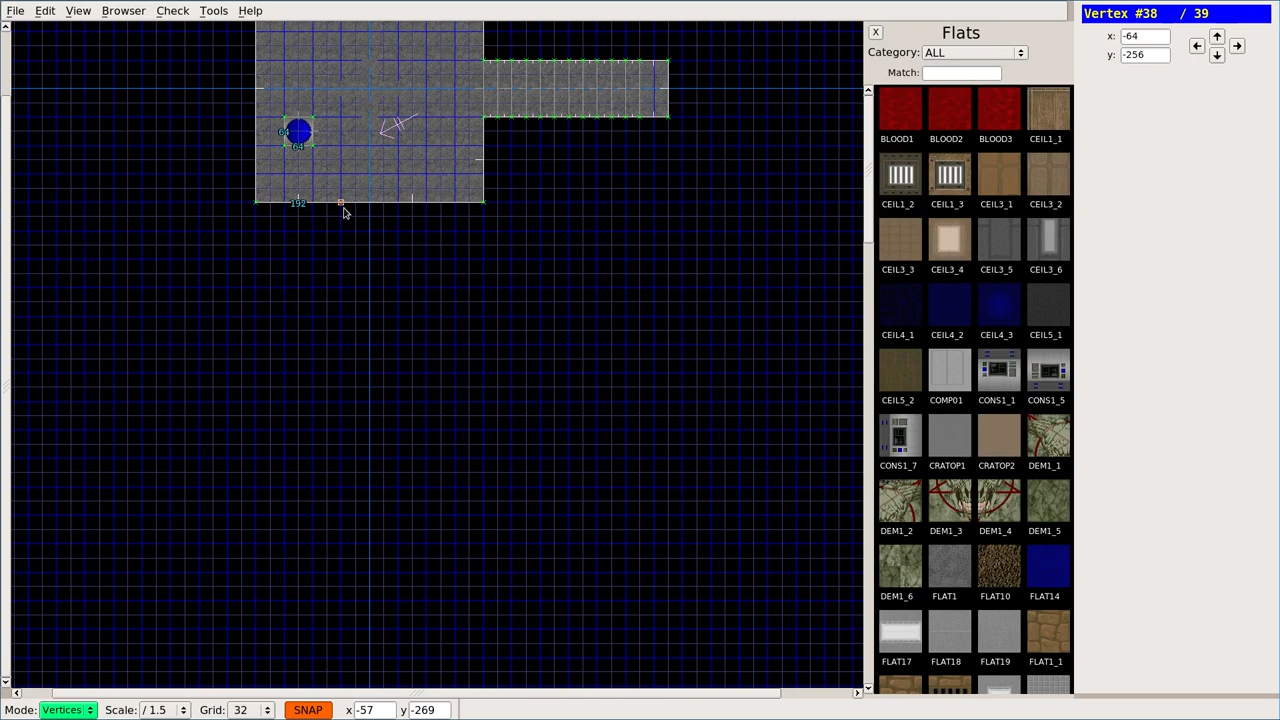 File Edit View Browser Check Tools Help
Vertex #38 / 39
x: -64
y: -256
X Flats
Category: ALL
Match:
BLOOD1 BLOOD2 BLOOD3 CEIL1_1
CEIL1_2 CEIL1_3 CEIL3_1 CEIL3_2
CEIL3_3 CEIL3_4 CEIL3_5 CEIL3_6
CEIL4_1 CEIL4_2 CEIL4_3 CEIL5_1
CEIL5_2 COMP01 CONS1_1 CONS1_5
CONS1_7 CRATOP1 CRATOP2 DEM1_1
DEM1_2 DEM1_3 DEM1_4 DEM1_5
DEM1_6 FLAT1 FLAT10 FLAT14
FLAT17 FLAT18 FLAT19 FLAT1_1
64
64
192
Mode: Vertices Scale: / 1.5 Grid: 32 SNAP x -57 y -269